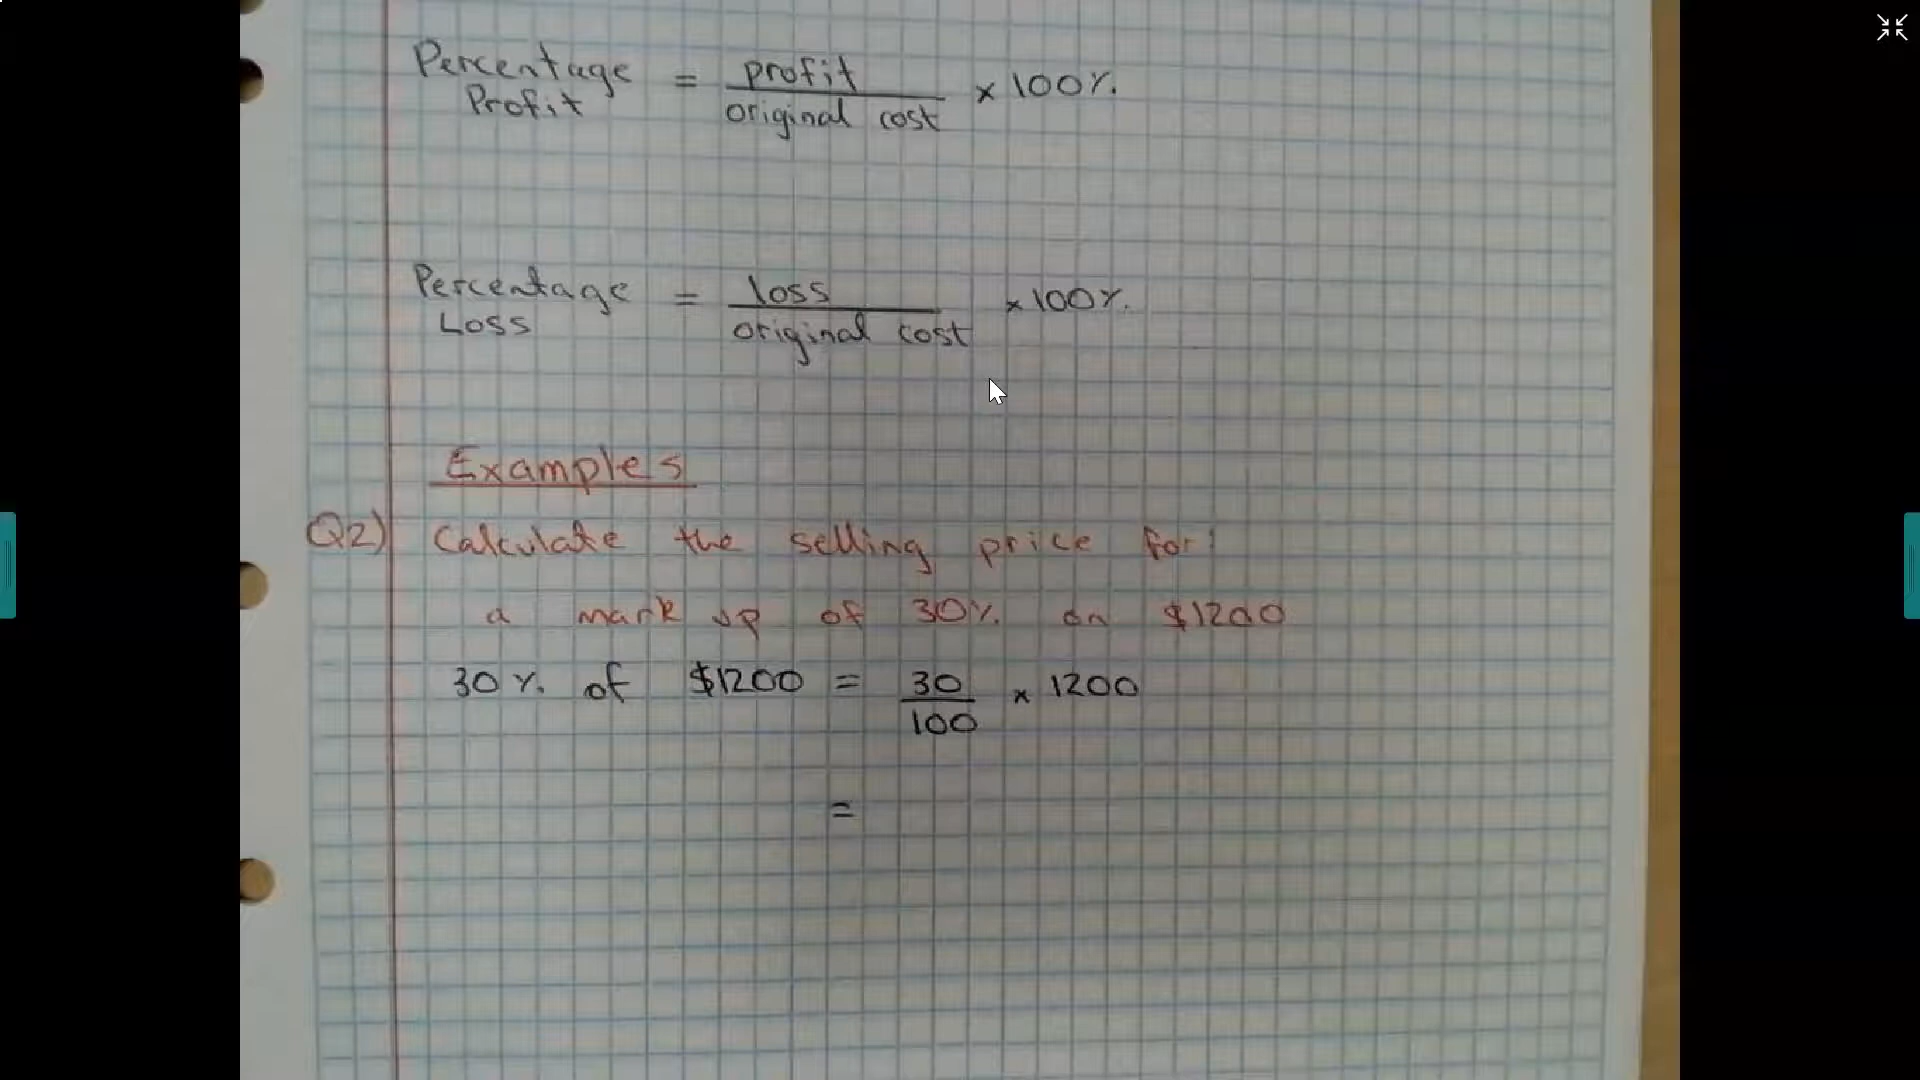 Percentage Profit = profit / original cost × 100%
Percentage Loss = loss / original cost × 100%
Examples
Q2) Calculate the selling price for:
a mark up of 30% on $1200
30% of $1200 = 30/100 × 1200
=